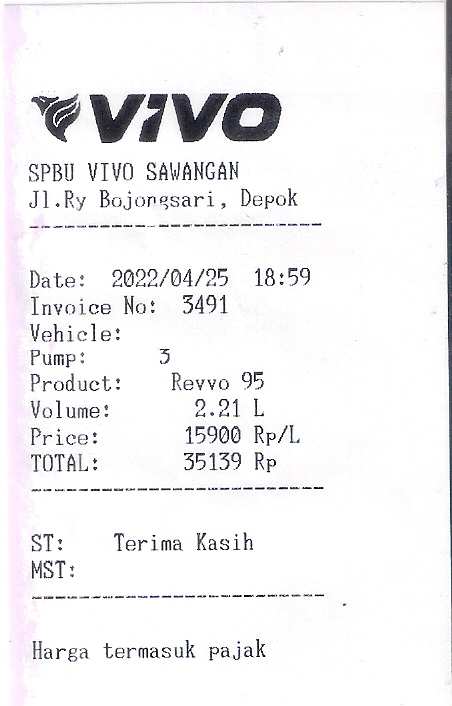 VIVO
SPBU VIVO SAWANGAN
Jl.Ry Bojongsari, Depok
Date: 2022/04/25 18:59
Invoice No: 3491
Vehicle:
Pump: 3
Product: Revvo 95
Volume: 2.21 L
Price: 15900 Rp/L
TOTAL: 35139 Rp
ST: Terima Kasih
MST:
Harga termasuk pajak